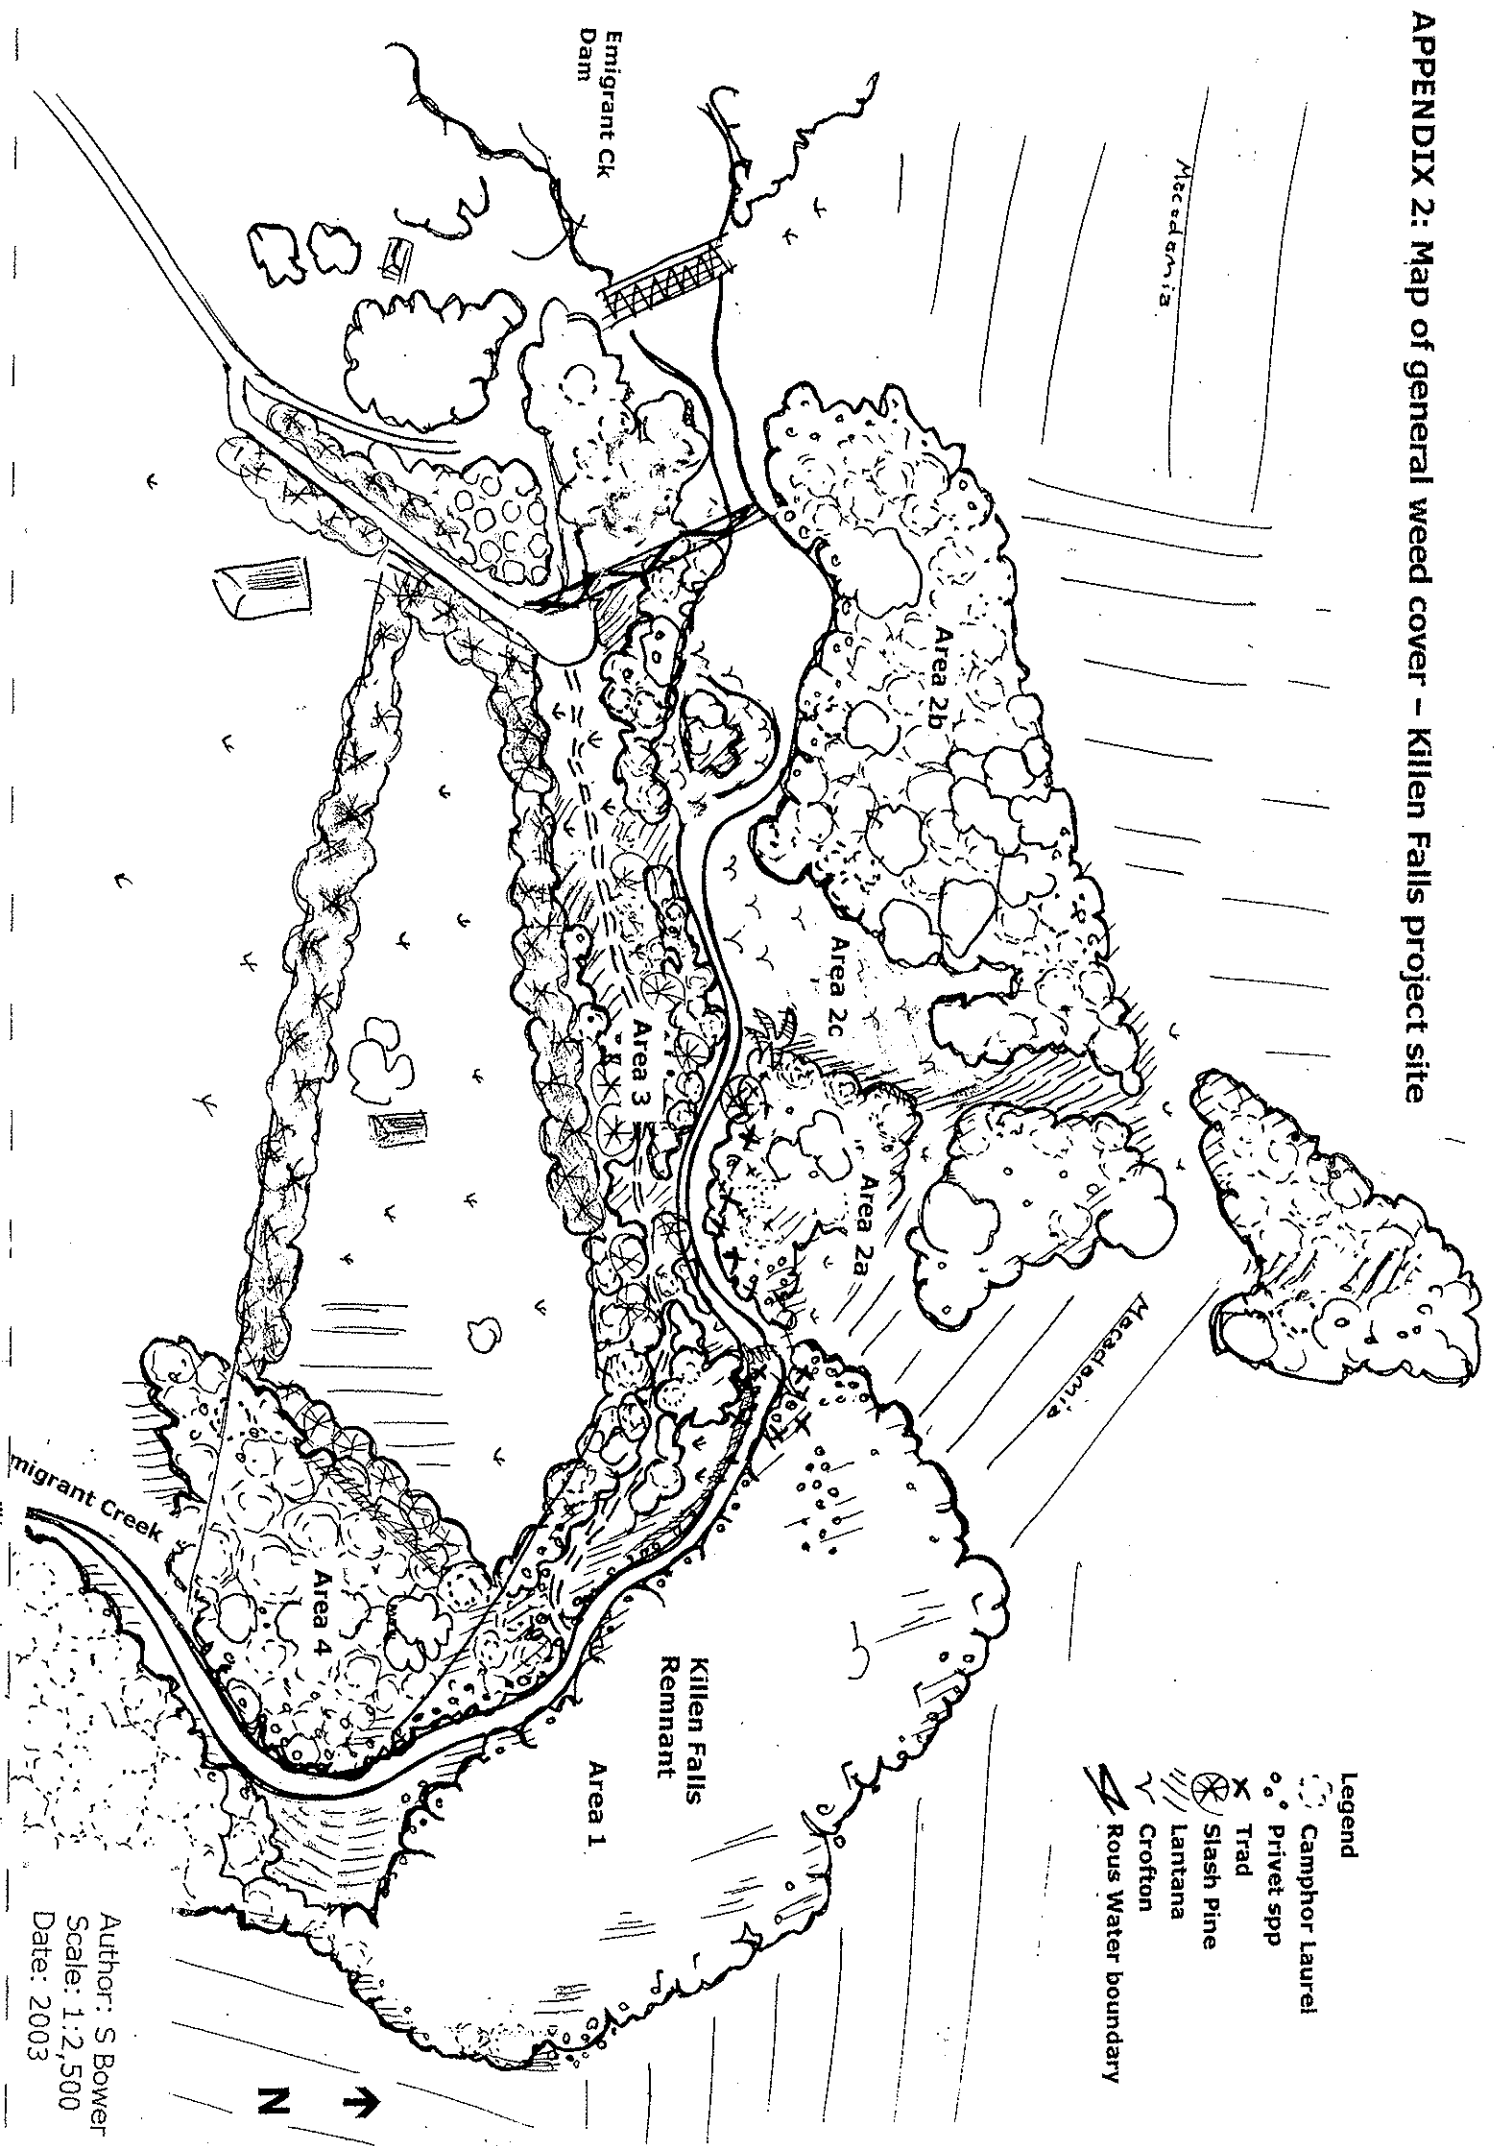 APPENDIX 2: Map of general weed cover – Killen Falls project site
Macadamia
Emigrant Ck
Dam
Area 2b
Area 2c
Area 2a
Area 3
Macadamia
Killen Falls
Remnant
Area 1
Area 4
migrant Creek
Legend
Camphor Laurel
Privet spp
Trad
Slash Pine
Lantana
Crofton
Rous Water boundary
N
Author: S Bower
Scale: 1:2,500
Date: 2003